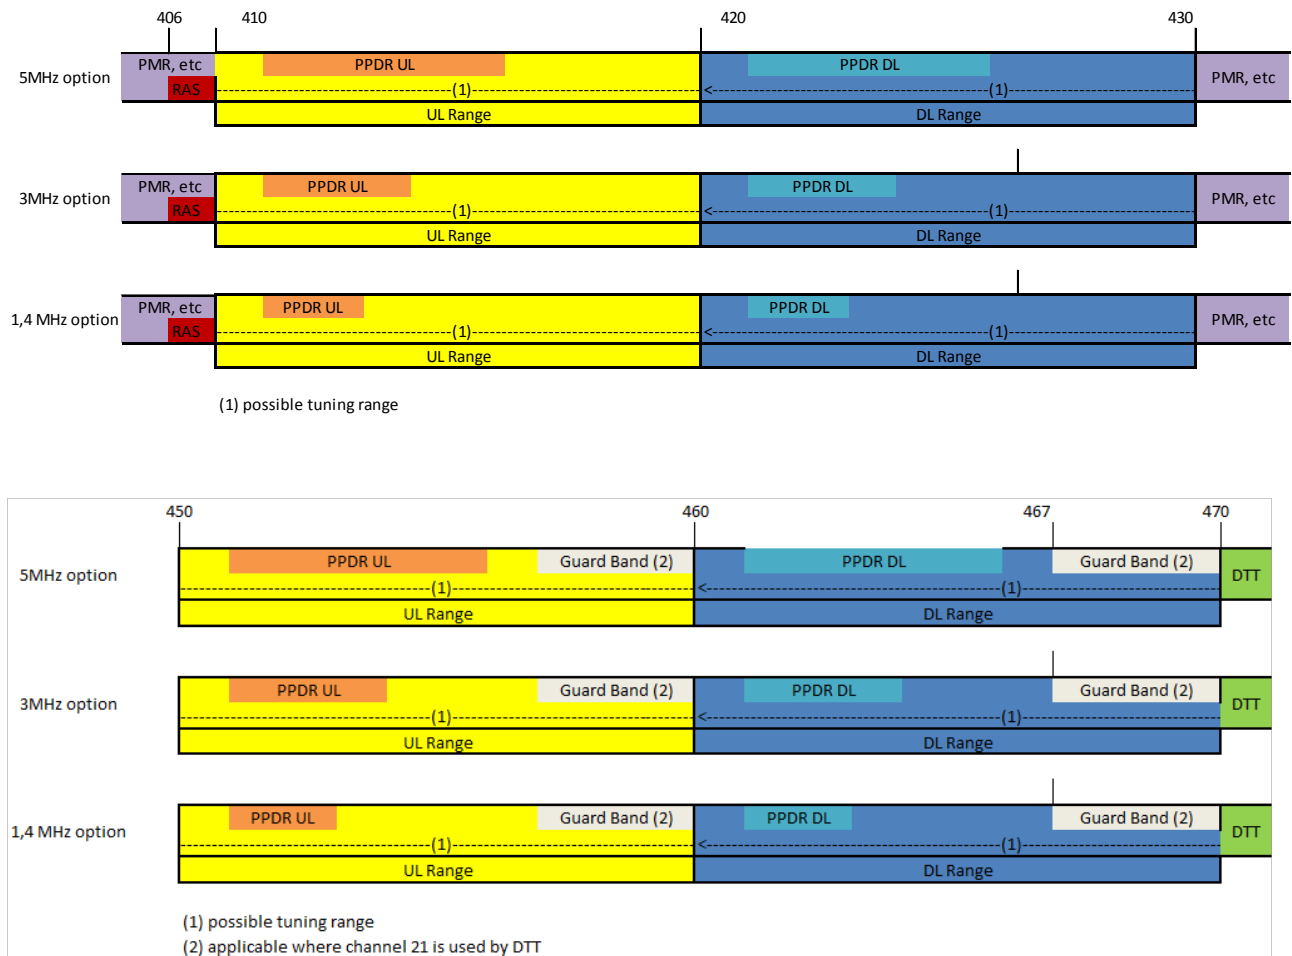 406 410 420 430
5MHz option PMR, etc PPDR UL PPDR DL PMR, etc
RAS (1) <(1)
UL Range DL Range
3MHz option PMR, etc PPDR UL PPDR DL PMR, etc
RAS (1) <(1)
UL Range DL Range
1,4 MHz option PMR, etc PPDR UL PPDR DL PMR, etc
RAS (1) <(1)
UL Range DL Range
(1) possible tuning range
450 460 467 470
5MHz option PPDR UL Guard Band (2) PPDR DL Guard Band (2) DTT
(1) <(1)
UL Range DL Range
3MHz option PPDR UL Guard Band (2) PPDR DL Guard Band (2) DTT
(1) <(1)
UL Range DL Range
1,4 MHz option PPDR UL Guard Band (2) PPDR DL Guard Band (2) DTT
(1) <(1)
UL Range DL Range
(1) possible tuning range
(2) applicable where channel 21 is used by DTT